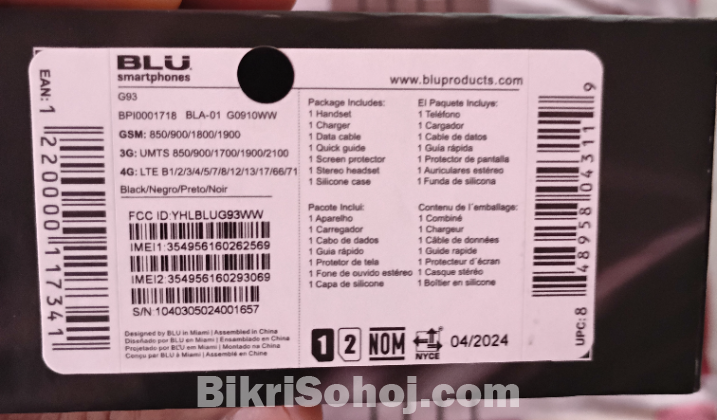 BLU
smartphones
www.bluproducts.com
G93
BPI0001718 BLA-01 G0910WW
GSM: 850/900/1800/1900
3G: UMTS 850/900/1700/1900/2100
4G: LTE B1/2/3/4/5/7/8/12/13/17/66/71
Black/Negro/Preto/Noir
FCC ID:YHLBLUG93WW
IMEI1:354956160262569
IMEI2:354956160293069
S/N 1040305024001657
Designed by BLU in Miami | Assembled in China
Diseñado por BLU en Miami | Ensamblado en China
Projetado por BLU em Miami | Montado na China
Conçu par BLU à Miami | Assemblé en China
Package Includes:
1 Handset
1 Charger
1 Data cable
1 Quick guide
1 Screen protector
1 Stereo headset
1 Silicone case
El Paquete Incluye:
1 Teléfono
1 Cargador
1 Cable de datos
1 Guía rápida
1 Protector de pantalla
1 Auriculares estéreo
1 Funda de silicona
Pacote Inclui:
1 Aparelho
1 Carregador
1 Cabo de dados
1 Guia rápido
1 Protetor de tela
1 Fone de ouvido estéreo
1 Capa de silicone
Contenu de l'emballage:
1 Combiné
1 Chargeur
1 Câble de données
1 Guide rapide
1 Protecteur d'écran
1 Casque stéréo
1 Boîtier en silicone
1 2 NOM NYCE 04/2024
EAN: 1 220000 117341
UPC: 8 48958 04311 9
BikriSohoj.com